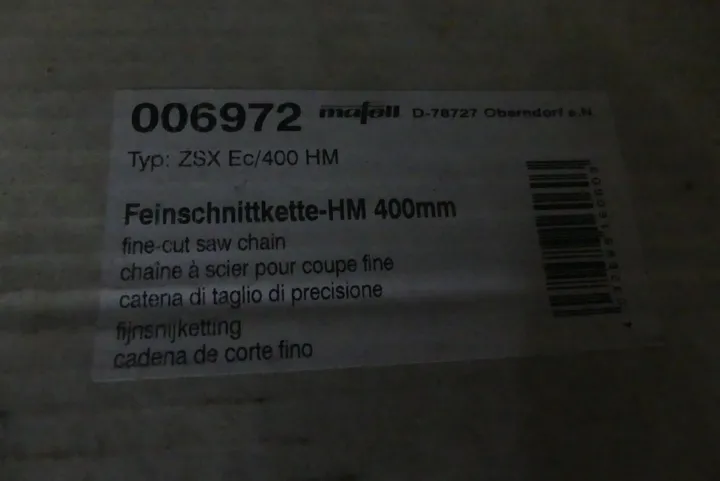 006972 mafell D-78727 Oberndorf a.N.
Typ: ZSX Ec/400 HM
Feinschnittkette-HM 400mm
fine-cut saw chain
chaîne à scier pour coupe fine
catena di taglio di precisione
fijnsnijketting
cadena de corte fino